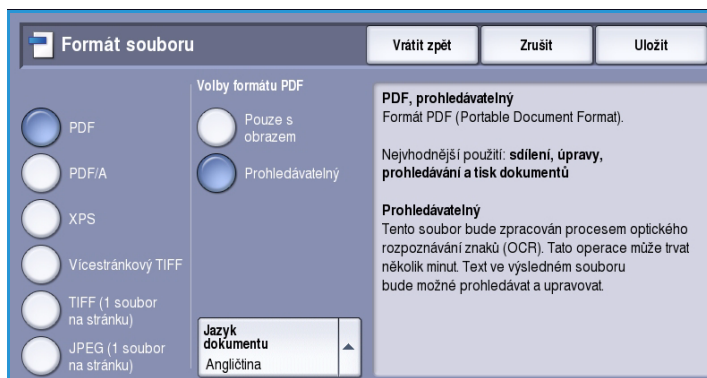 Formát souboru
Vrátit zpět
Zrušit
Uložit
PDF
PDF/A
XPS
Vícestránkový TIFF
TIFF (1 soubor
na stránku)
JPEG (1 soubor
na stránku)
Volby formátu PDF
Pouze s
obrazem
Prohledávatelný
Jazyk
dokumentu
Angličtina
PDF, prohledávatelný
Formát PDF (Portable Document Format).
Nejvhodnější použití: sdílení, úpravy,
prohledávání a tisk dokumentů
Prohledávatelný
Tento soubor bude zpracován procesem optického
rozpoznávání znaků (OCR). Tato operace může trvat
několik minut. Text ve výsledném souboru
bude možné prohledávat a upravovat.